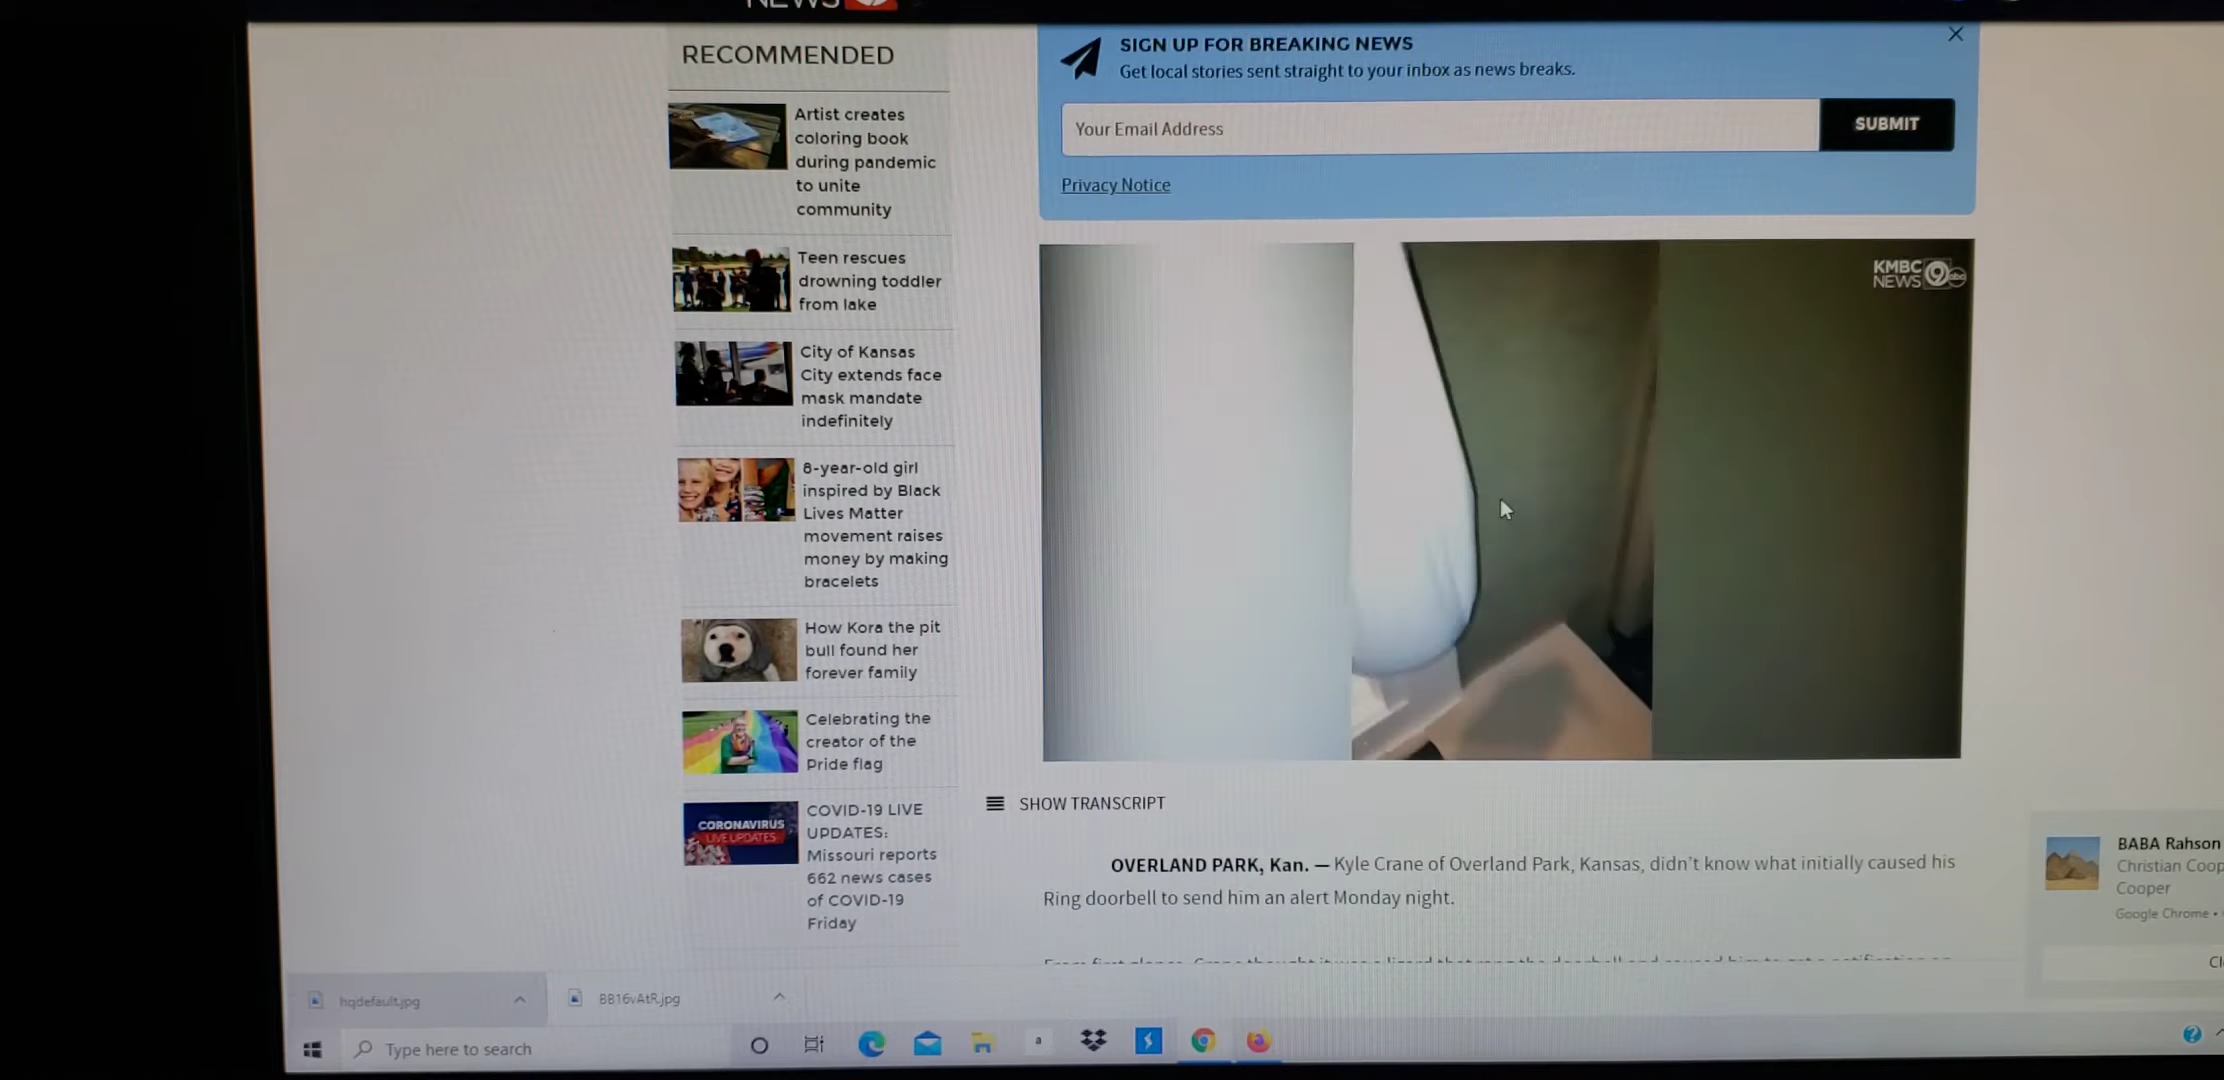 NEWS
RECOMMENDED
Artist creates
coloring book
during pandemic
to unite
community
Teen rescues
drowning toddler
from lake
City of Kansas
City extends face
mask mandate
indefinitely
8-year-old girl
inspired by Black
Lives Matter
movement raises
money by making
bracelets
How Kora the pit
bull found her
forever family
Celebrating the
creator of the
Pride flag
CORONAVIRUS
LIVE UPDATES
COVID-19 LIVE
UPDATES:
Missouri reports
662 news cases
of COVID-19
Friday
SIGN UP FOR BREAKING NEWS
Get local stories sent straight to your inbox as news breaks.
Your Email Address
SUBMIT
Privacy Notice
KMBC
NEWS 9 abc
SHOW TRANSCRIPT
OVERLAND PARK, Kan. — Kyle Crane of Overland Park, Kansas, didn't know what initially caused his
Ring doorbell to send him an alert Monday night.
BABA Rahson
Christian Coop
Cooper
Google Chrome •
Cl
hqdefault.jpg
BB16vAtR.jpg
Type here to search
a